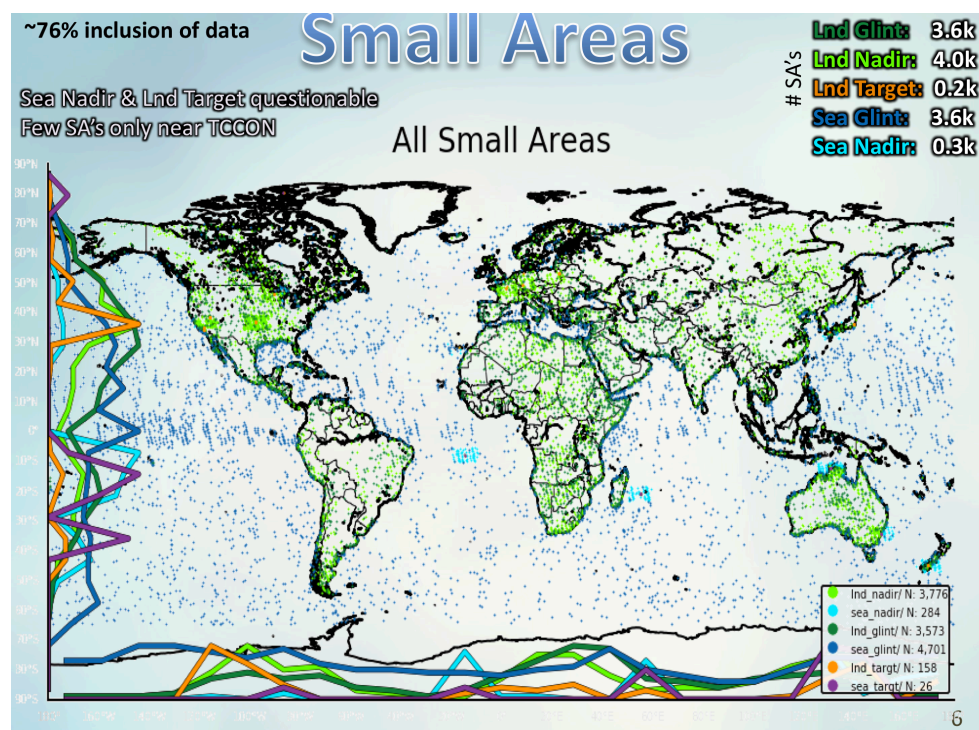 ~76% inclusion of data
Small Areas
Lnd Glint: 3.6k
Lnd Nadir: 4.0k
Lnd Target: 0.2k
Sea Glint: 3.6k
Sea Nadir: 0.3k
# SA's
Sea Nadir & Lnd Target questionable
Few SA's only near TCCON
All Small Areas
90°N
80°N
70°N
60°N
50°N
40°N
30°N
20°N
10°N
0°
10°S
20°S
30°S
40°S
70°S
80°S
90°S
lnd_nadir/ N: 3,776
sea_nadir/ N: 284
lnd_glint/ N: 3,573
sea_glint/ N: 4,701
lnd_targt/ N: 158
sea_targt/ N: 26
6